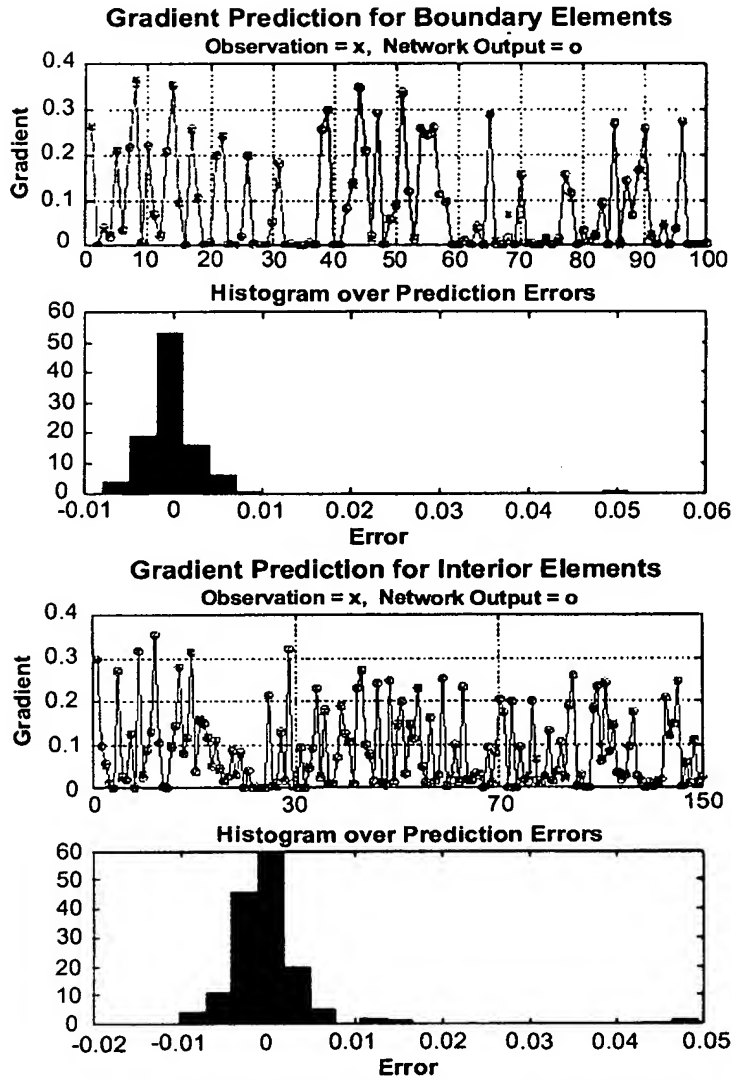 Gradient Prediction for Boundary Elements
Observation = x, Network Output = o
0.4
0.3
0.2
0.1
0
Gradient
0 10 20 30 40 50 60 70 80 90 100
Histogram over Prediction Errors
60
50
40
30
20
10
0
-0.01 0 0.01 0.02 0.03 0.04 0.05 0.06
Error
Gradient Prediction for Interior Elements
Observation = x, Network Output = o
0.4
0.3
0.2
0.1
0
Gradient
0 30 70 150
Histogram over Prediction Errors
60
50
40
30
20
10
0
-0.02 -0.01 0 0.01 0.02 0.03 0.04 0.05
Error